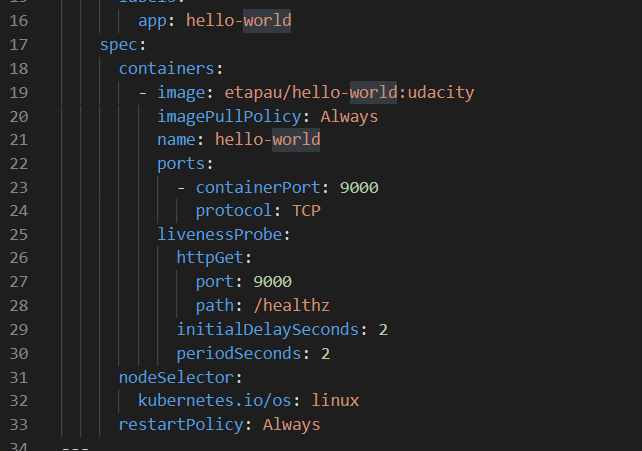 15 labels:
16 app: hello-world
17 spec:
18 containers:
19 - image: etapau/hello-world:udacity
20 imagePullPolicy: Always
21 name: hello-world
22 ports:
23 - containerPort: 9000
24 protocol: TCP
25 livenessProbe:
26 httpGet:
27 port: 9000
28 path: /healthz
29 initialDelaySeconds: 2
30 periodSeconds: 2
31 nodeSelector:
32 kubernetes.io/os: linux
33 restartPolicy: Always
34 ---